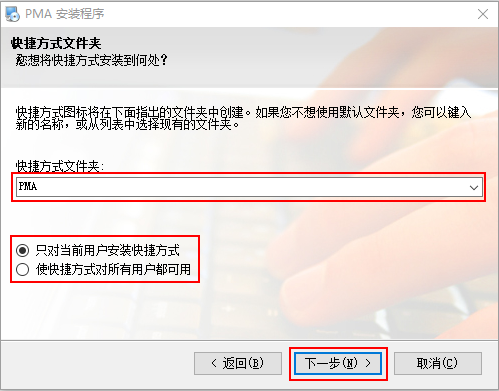 PMA 安装程序
快捷方式文件夹
您想将快捷方式安装到何处？
快捷方式图标将在下面指出的文件夹中创建。如果您不想使用默认文件夹，您可以键入
新的名称，或从列表中选择现有的文件夹。
快捷方式文件夹:
PMA
只对当前用户安装快捷方式
使快捷方式对所有用户都可用
< 返回(B) 下一步(N) > 取消(C)